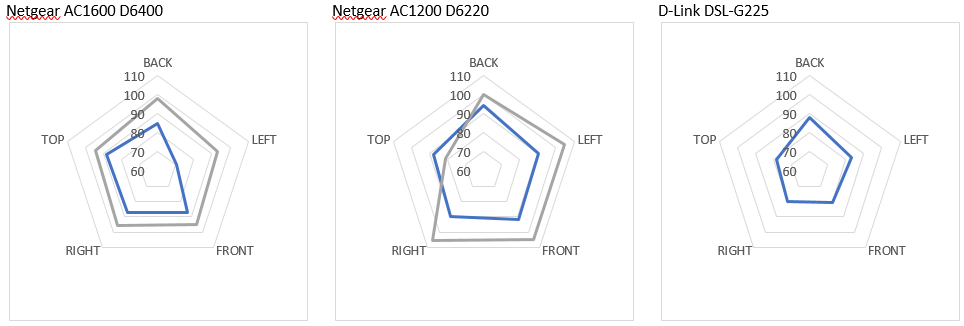 Netgear AC1600 D6400
BACK
110
100
90
80
70
60
TOP
LEFT
RIGHT
FRONT
Netgear AC1200 D6220
BACK
110
100
90
80
70
60
TOP
LEFT
RIGHT
FRONT
D-Link DSL-G225
BACK
110
100
90
80
70
60
TOP
LEFT
RIGHT
FRONT